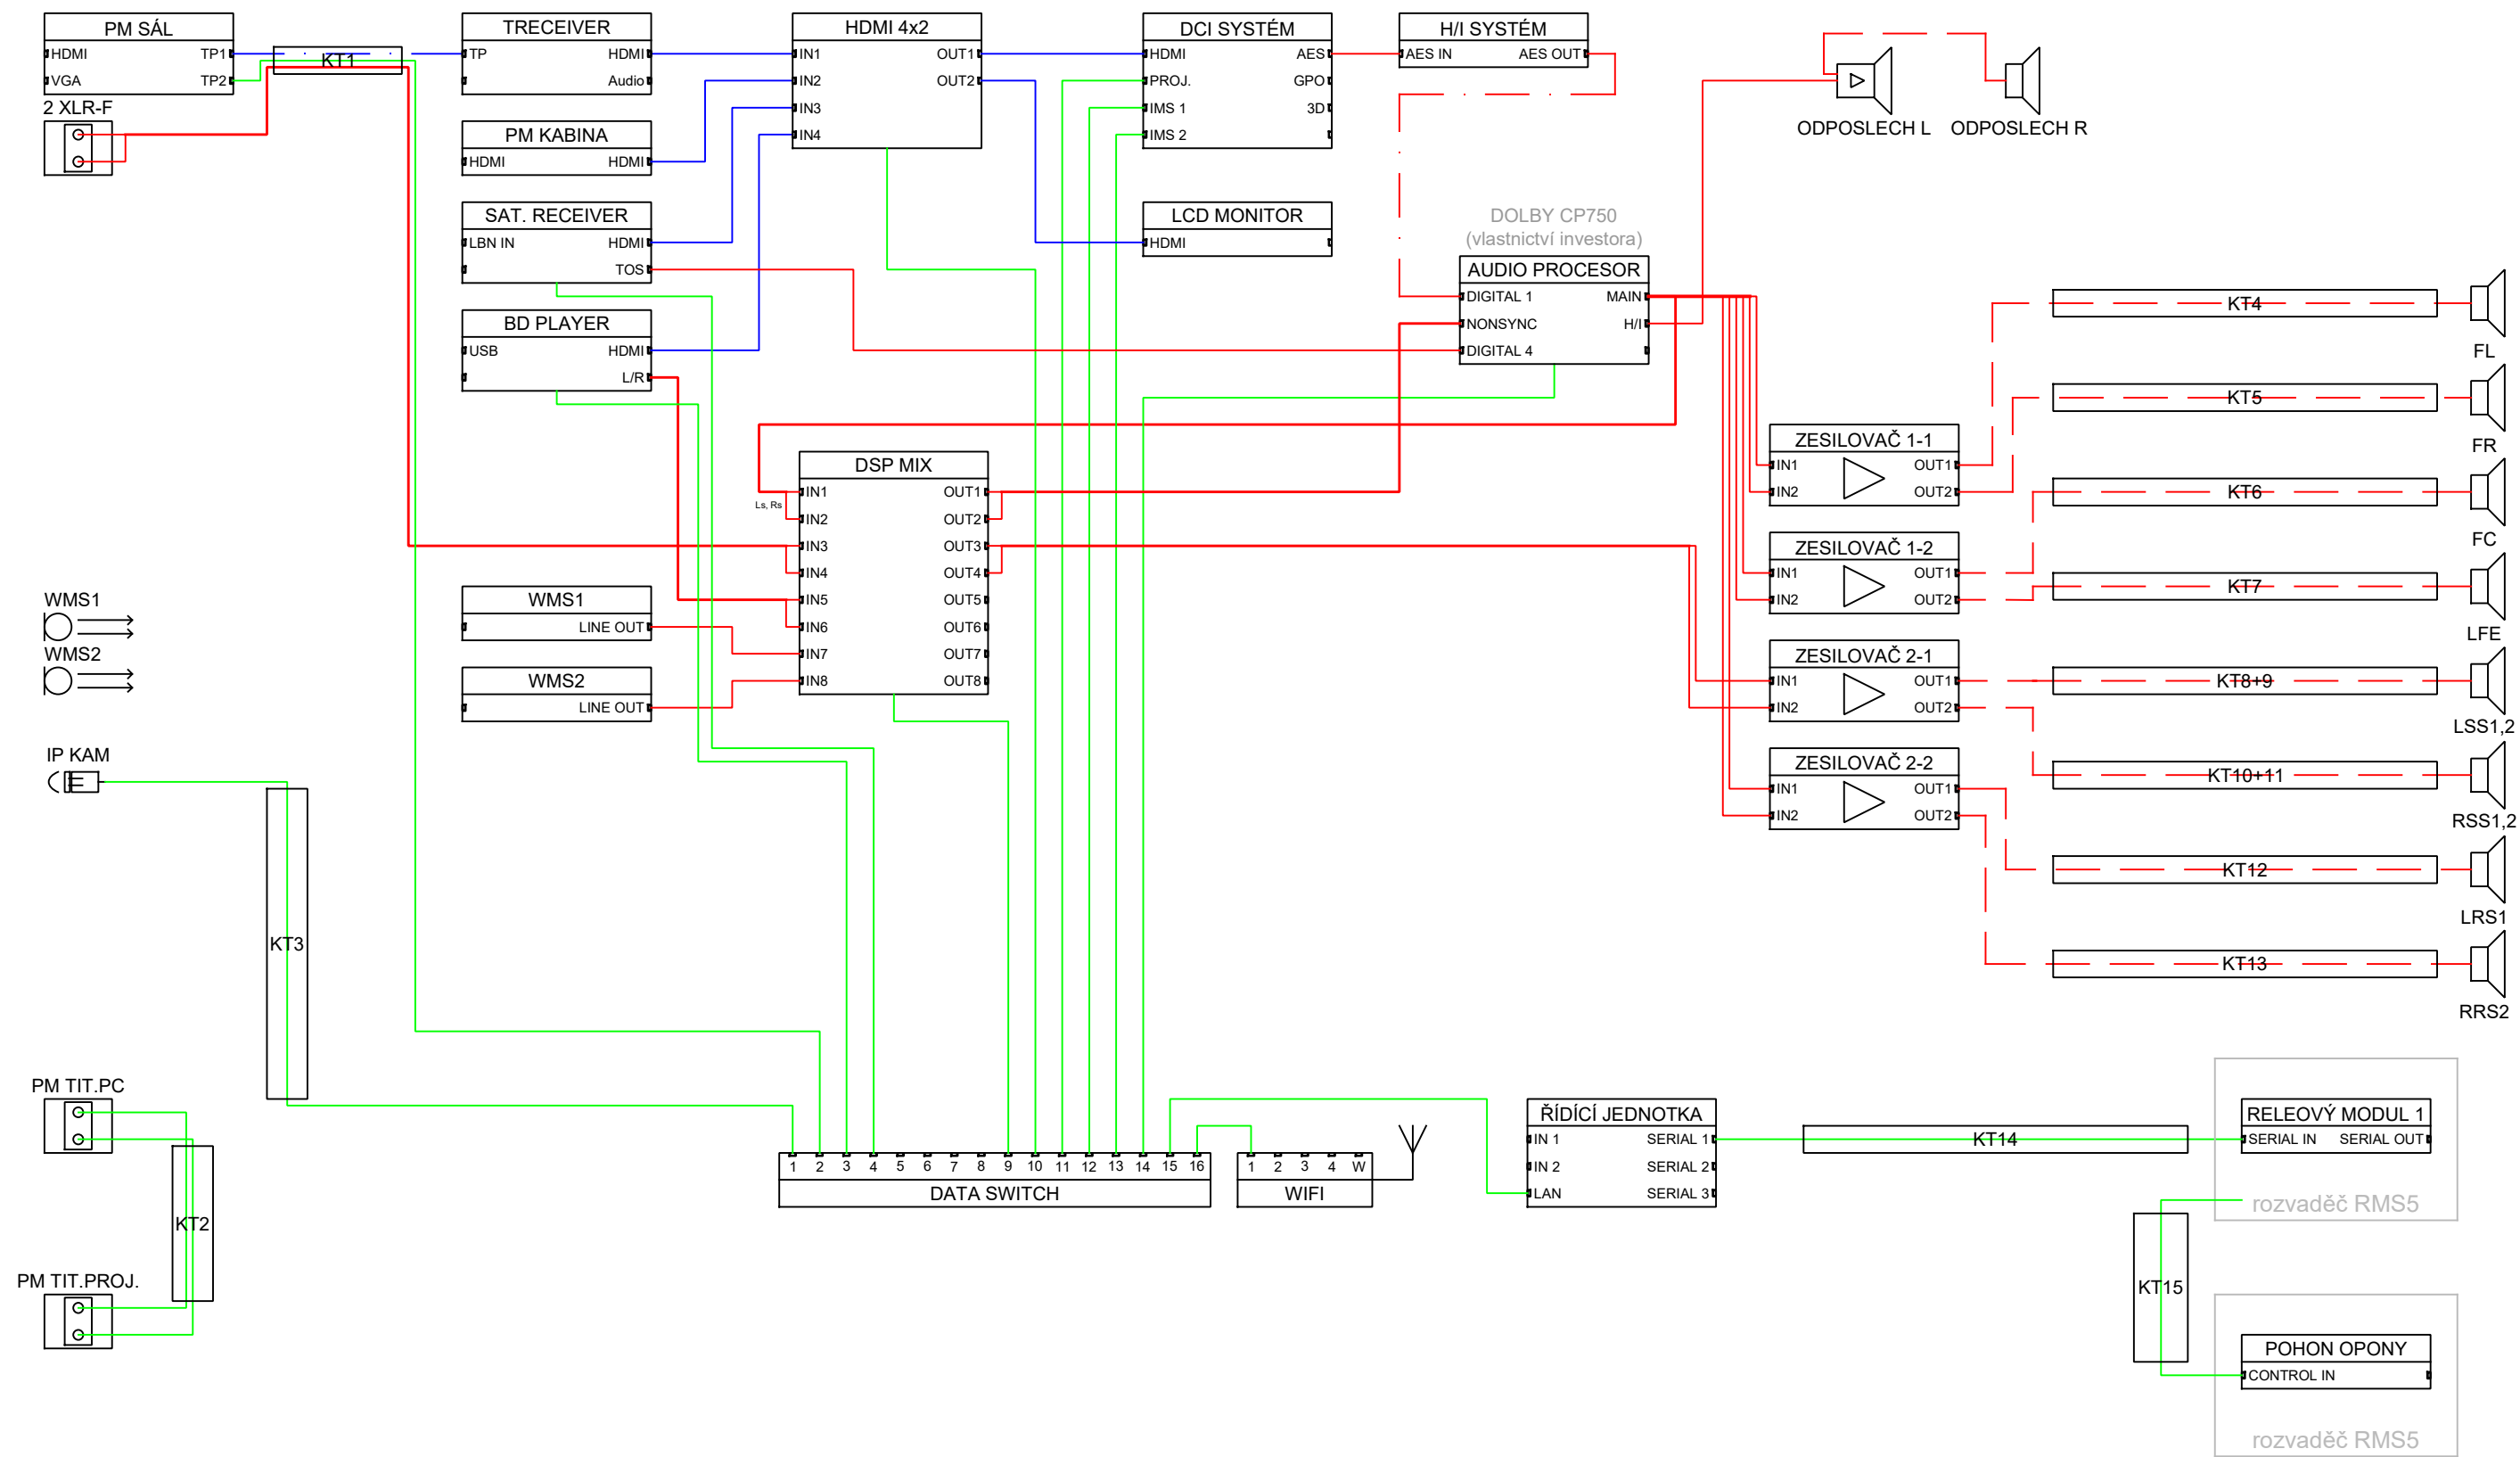 PM SÁL
HDMI TP1
VGA TP2
KT1
2 XLR-F
TRECEIVER
TP HDMI
Audio
PM KABINA
HDMI HDMI
SAT. RECEIVER
LBN IN HDMI
TOS
BD PLAYER
USB HDMI
L/R
HDMI 4x2
IN1 OUT1
IN2 OUT2
IN3
IN4
DCI SYSTÉM
HDMI AES
PROJ. GPO
IMS 1 3D
IMS 2
LCD MONITOR
HDMI
H/I SYSTÉM
AES IN AES OUT
ODPOSLECH L
ODPOSLECH R
DOLBY CP750
(vlastnictví investora)
AUDIO PROCESOR
DIGITAL 1 MAIN
NONSYNC H/I
DIGITAL 4
DSP MIX
IN1 OUT1
Ls, Rs
IN2 OUT2
IN3 OUT3
IN4 OUT4
IN5 OUT5
IN6 OUT6
IN7 OUT7
IN8 OUT8
WMS1
LINE OUT
WMS2
LINE OUT
WMS1
WMS2
IP KAM
KT3
ZESILOVAČ 1-1
IN1 OUT1
IN2 OUT2
ZESILOVAČ 1-2
IN1 OUT1
IN2 OUT2
ZESILOVAČ 2-1
IN1 OUT1
IN2 OUT2
ZESILOVAČ 2-2
IN1 OUT1
IN2 OUT2
KT4
FL
KT5
FR
KT6
FC
KT7
LFE
KT8+9
LSS1,2
KT10+11
RSS1,2
KT12
LRS1
KT13
RRS2
PM TIT.PC
KT2
PM TIT.PROJ.
1 2 3 4 5 6 7 8 9 10 11 12 13 14 15 16
DATA SWITCH
1 2 3 4 W
WIFI
ŘÍDÍCÍ JEDNOTKA
IN 1 SERIAL 1
IN 2 SERIAL 2
LAN SERIAL 3
KT14
RELEOVÝ MODUL 1
SERIAL IN SERIAL OUT
rozvaděč RMS5
KT15
POHON OPONY
CONTROL IN
rozvaděč RMS5